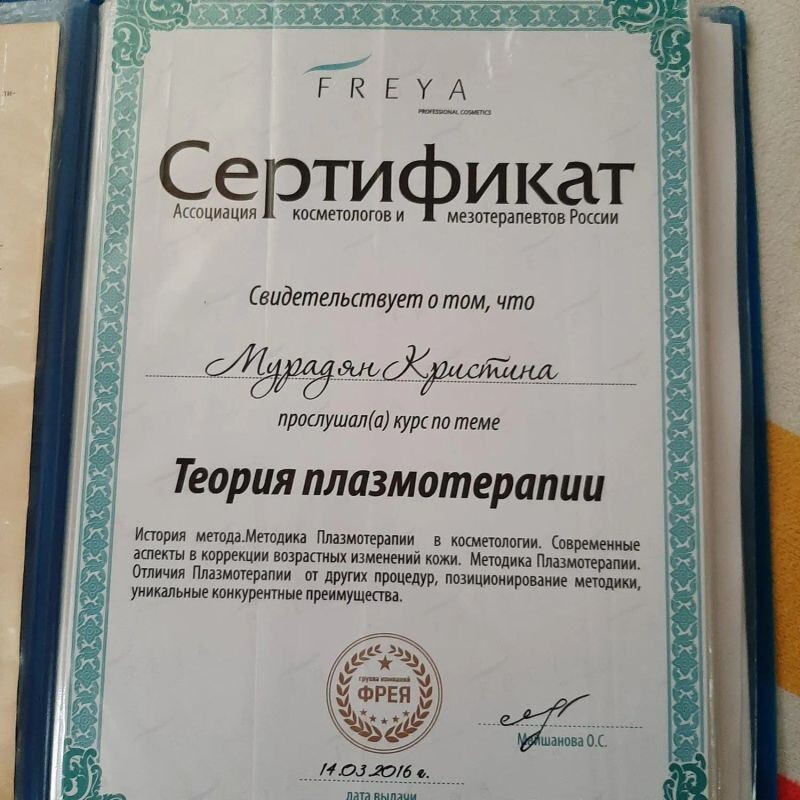 FREYA
PROFESSIONAL COSMETICS
Сертификат
Ассоциация косметологов и мезотерапевтов России
Свидетельствует о том, что
Мурадян Кристина
прослушал(а) курс по теме
Теория плазмотерапии
История метода.Методика Плазмотерапии в косметологии. Современные
аспекты в коррекции возрастных изменений кожи. Методика Плазмотерапии.
Отличия Плазмотерапии от других процедур, позиционирование методики,
уникальные конкурентные преимущества.
группа компаний
ФРЕЯ
Майшанова О.С.
14.03.2016 г.
дата выдачи